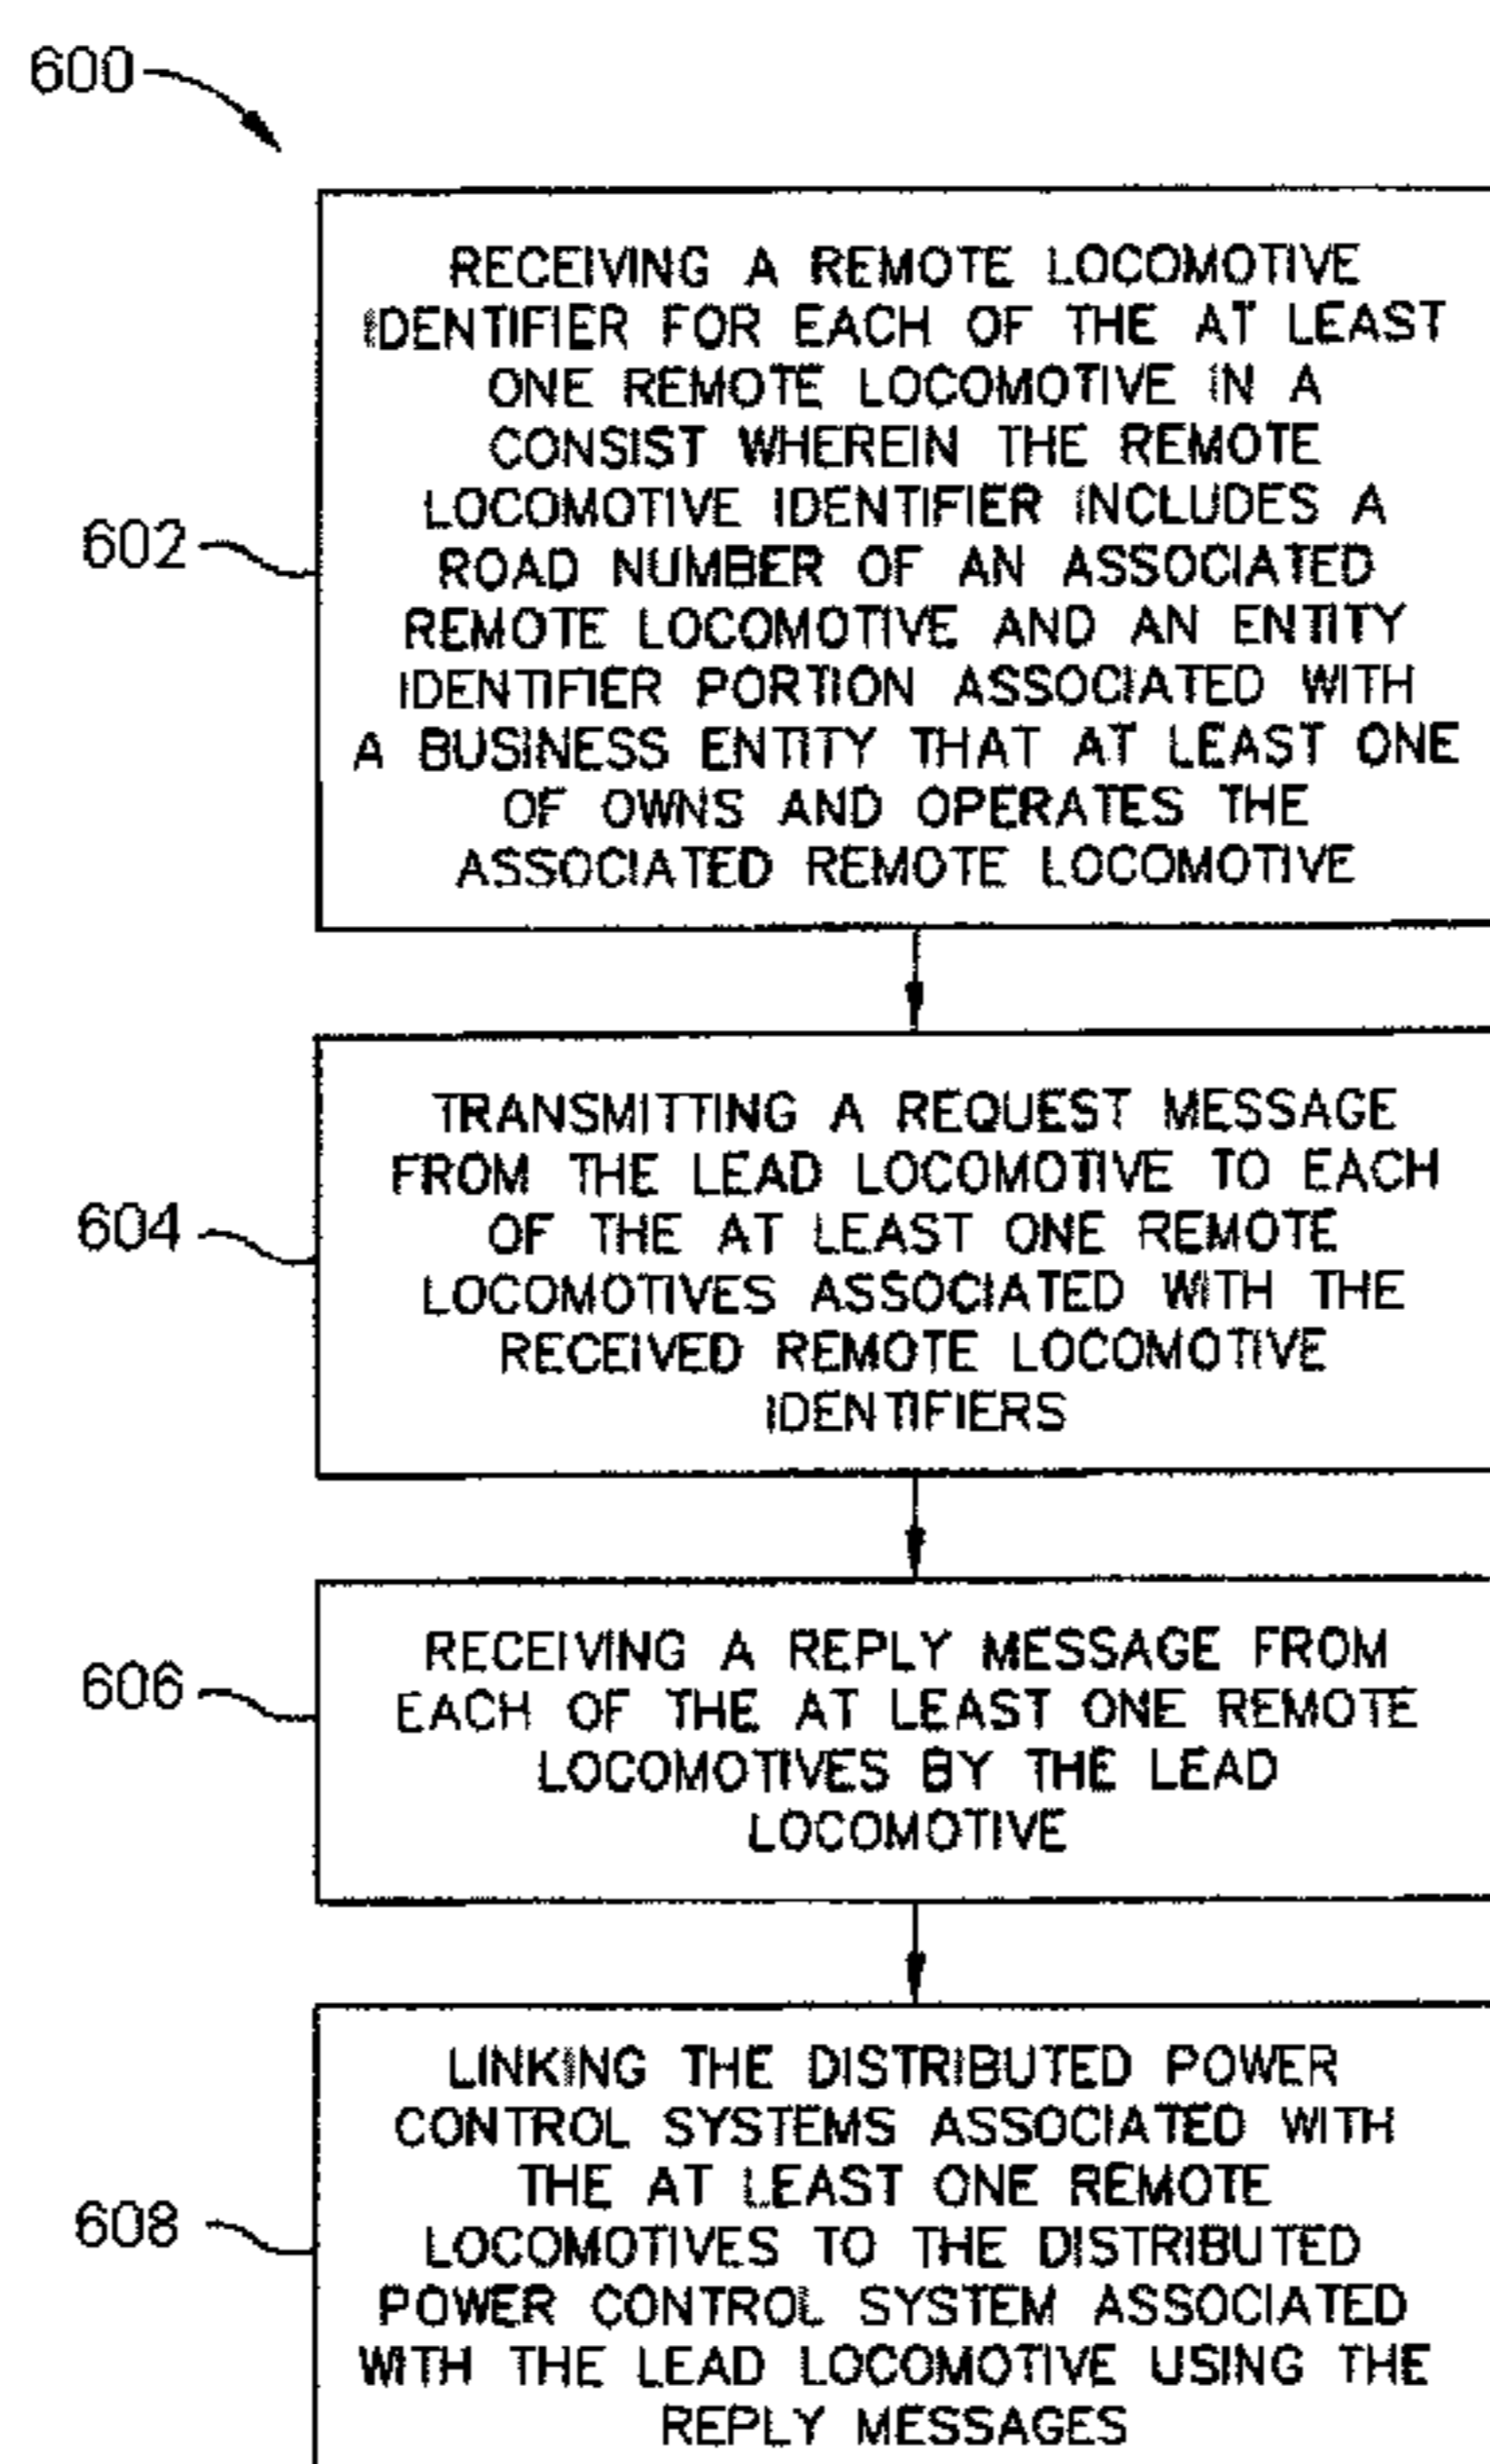 600
RECEIVING A REMOTE LOCOMOTIVE
IDENTIFIER FOR EACH OF THE AT LEAST
ONE REMOTE LOCOMOTIVE IN A
CONSIST WHEREIN THE REMOTE
LOCOMOTIVE IDENTIFIER INCLUDES A
602
ROAD NUMBER OF AN ASSOCIATED
REMOTE LOCOMOTIVE AND AN ENTITY
IDENTIFIER PORTION ASSOCIATED WITH
A BUSINESS ENTITY THAT AT LEAST ONE
OF OWNS AND OPERATES THE
ASSOCIATED REMOTE LOCOMOTIVE
TRANSMITTING A REQUEST MESSAGE
FROM THE LEAD LOCOMOTIVE TO EACH
604
OF THE AT LEAST ONE REMOTE
LOCOMOTIVES ASSOCIATED WITH THE
RECEIVED REMOTE LOCOMOTIVE
IDENTIFIERS
RECEIVING A REPLY MESSAGE FROM
606
EACH OF THE AT LEAST ONE REMOTE
LOCOMOTIVES BY THE LEAD
LOCOMOTIVE
LINKING THE DISTRIBUTED POWER
CONTROL SYSTEMS ASSOCIATED WITH
THE AT LEAST ONE REMOTE
608
LOCOMOTIVES TO THE DISTRIBUTED
POWER CONTROL SYSTEM ASSOCIATED
WITH THE LEAD LOCOMOTIVE USING THE
REPLY MESSAGES